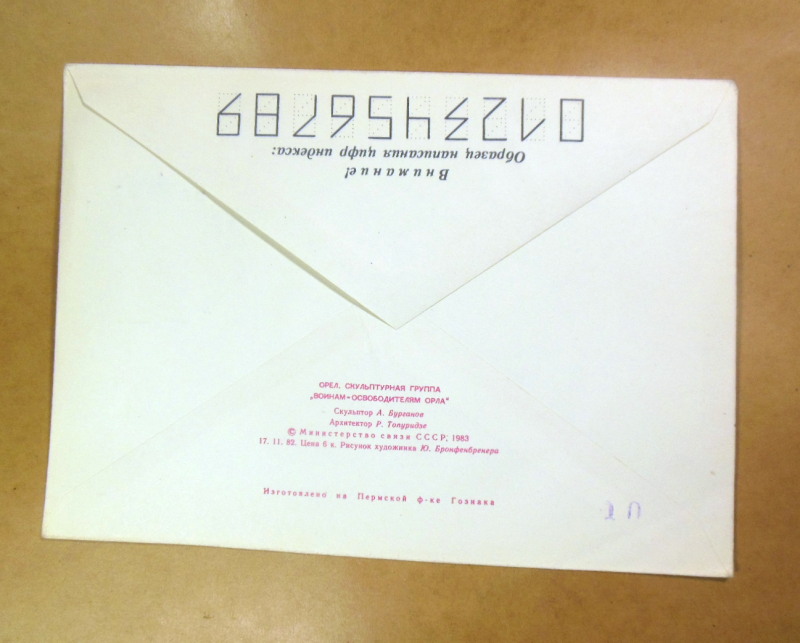 Внимание!
Образец написания цифр индекса:
0123456789
ОРЕЛ. СКУЛЬПТУРНАЯ ГРУППА
„ВОИНАМ-ОСВОБОДИТЕЛЯМ ОРЛА"
Скульптор А. Бурганов
Архитектор Р. Топуридзе
© Министерство связи СССР, 1983
17. 11. 82. Цена 6 к. Рисунок художника Ю. Бронфенбренера
Изготовлено на Пермской ф-ке Гознака